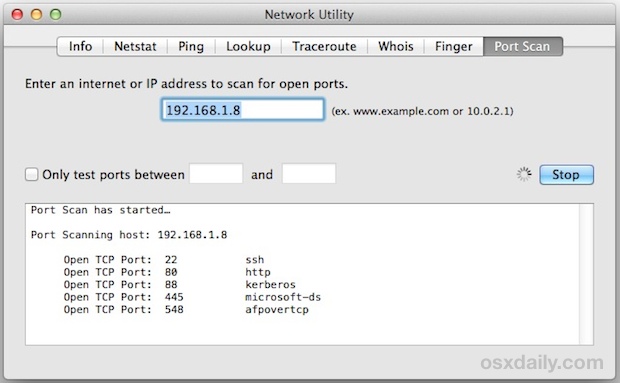 Network Utility
Info Netstat Ping Lookup Traceroute Whois Finger Port Scan
Enter an internet or IP address to scan for open ports.
192.168.1.8 (ex. www.example.com or 10.0.2.1)
Only test ports between and Stop
Port Scan has started…
Port Scanning host: 192.168.1.8
Open TCP Port: 22 ssh
Open TCP Port: 80 http
Open TCP Port: 88 kerberos
Open TCP Port: 445 microsoft-ds
Open TCP Port: 548 afpovertcp
osxdaily.com